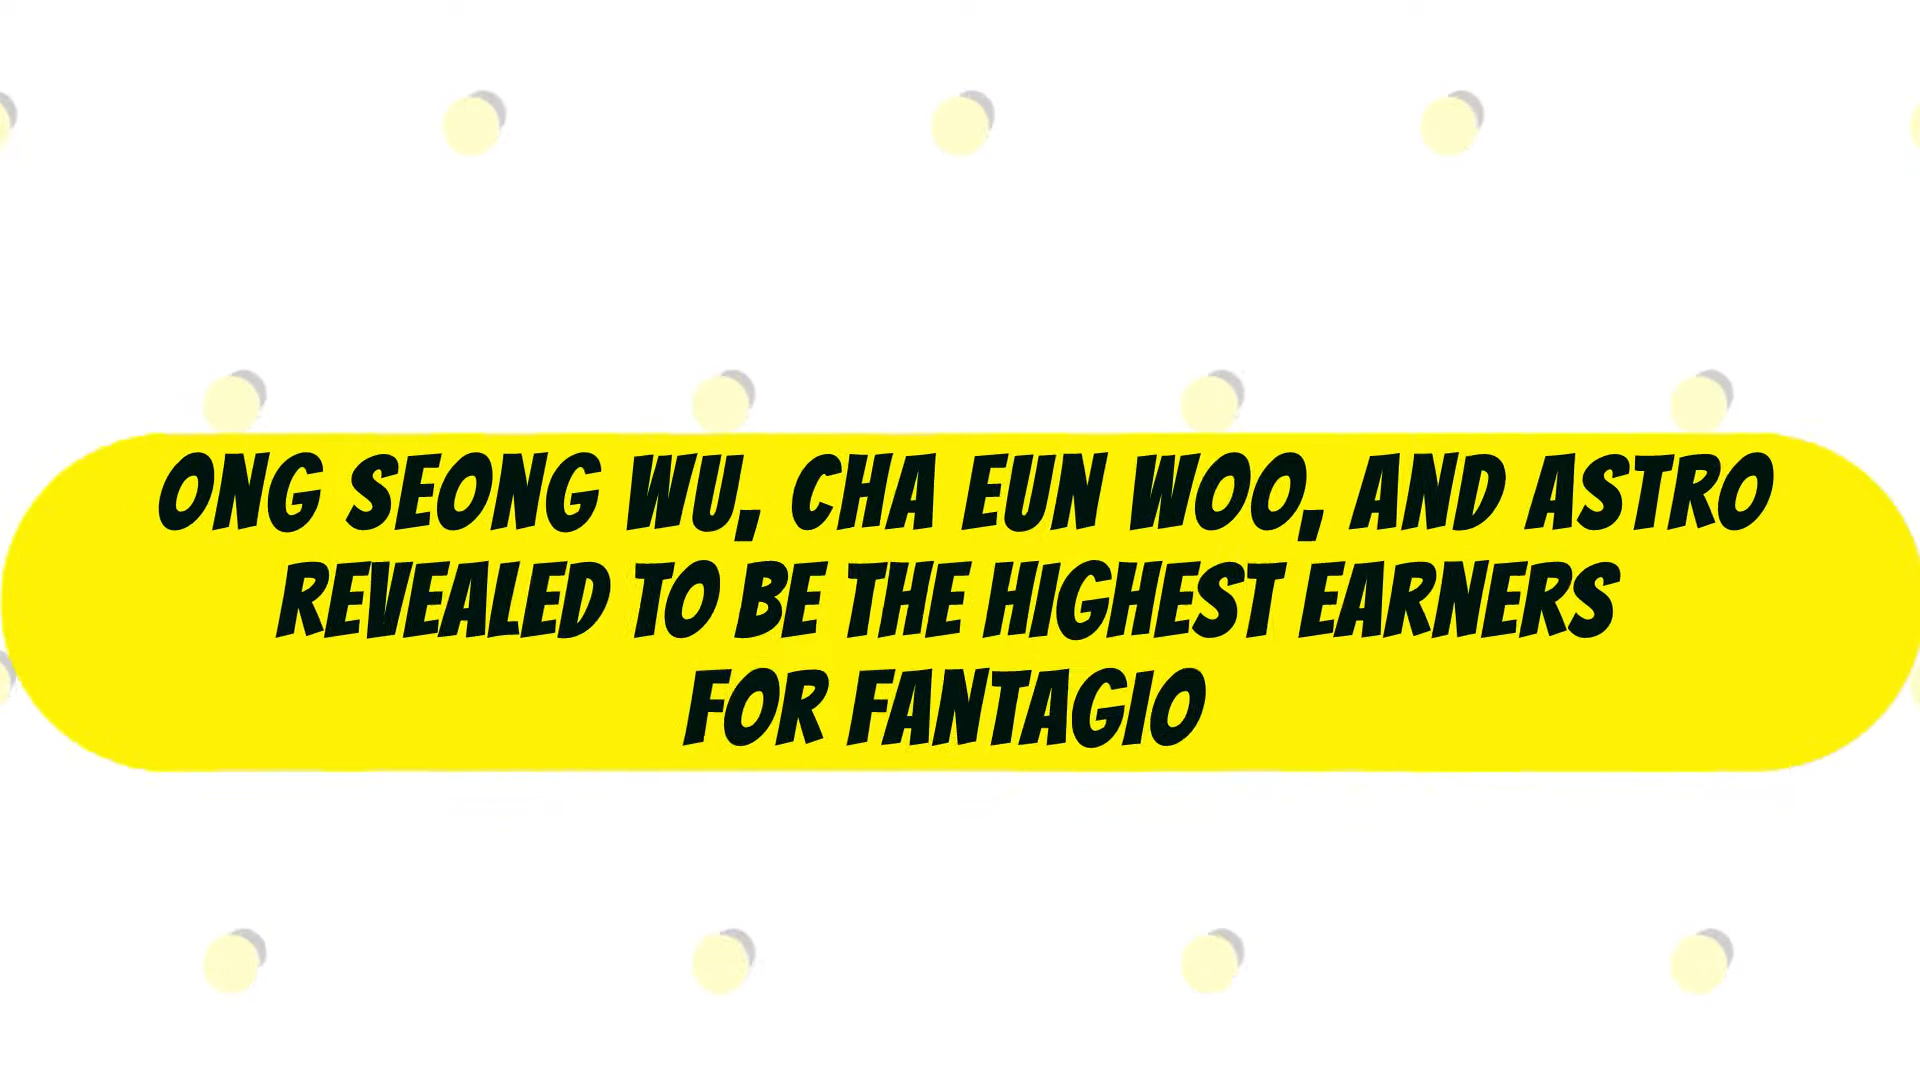 ONG SEONG WU, CHA EUN WOO, AND ASTRO
REVEALED TO BE THE HIGHEST EARNERS
FOR FANTAGIO